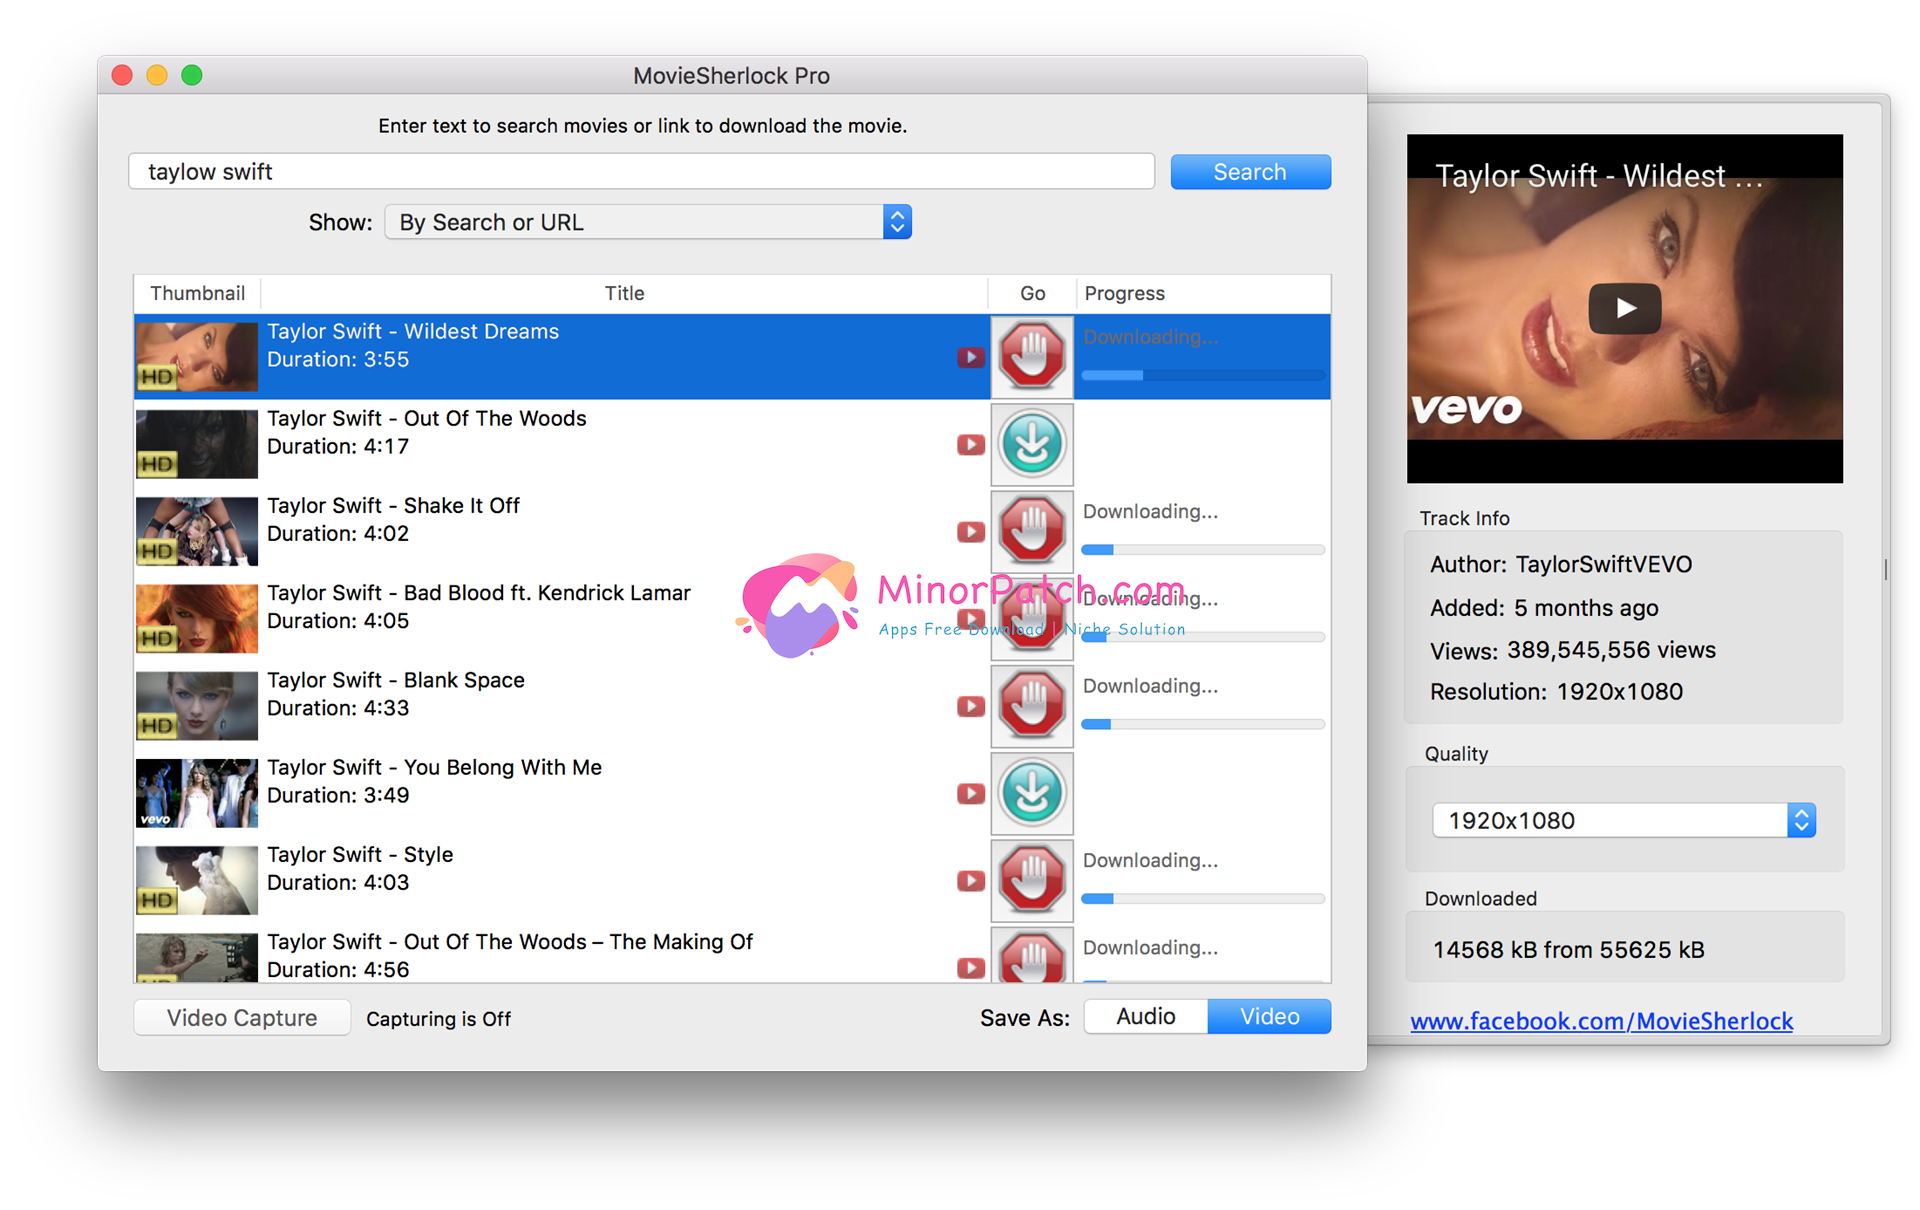 MovieSherlock Pro
Enter text to search movies or link to download the movie.
taylow swift
Search
Show: By Search or URL
Thumbnail Title Go Progress
Taylor Swift - Wildest Dreams
Duration: 3:55
HD
Downloading...
Taylor Swift - Out Of The Woods
Duration: 4:17
HD
Taylor Swift - Shake It Off
Duration: 4:02
HD
Downloading...
Taylor Swift - Bad Blood ft. Kendrick Lamar
Duration: 4:05
HD
Downloading...
MinorPatch.com
Apps Free Download | Niche Solution
Taylor Swift - Blank Space
Duration: 4:33
HD
Downloading...
Taylor Swift - You Belong With Me
Duration: 3:49
vevo
Taylor Swift - Style
Duration: 4:03
HD
Downloading...
Taylor Swift - Out Of The Woods – The Making Of
Duration: 4:56
HD
Downloading...
Video Capture Capturing is Off
Save As: Audio Video
Taylor Swift - Wildest ...
vevo
Track Info
Author: TaylorSwiftVEVO
Added: 5 months ago
Views: 389,545,556 views
Resolution: 1920x1080
Quality
1920x1080
Downloaded
14568 kB from 55625 kB
www.facebook.com/MovieSherlock